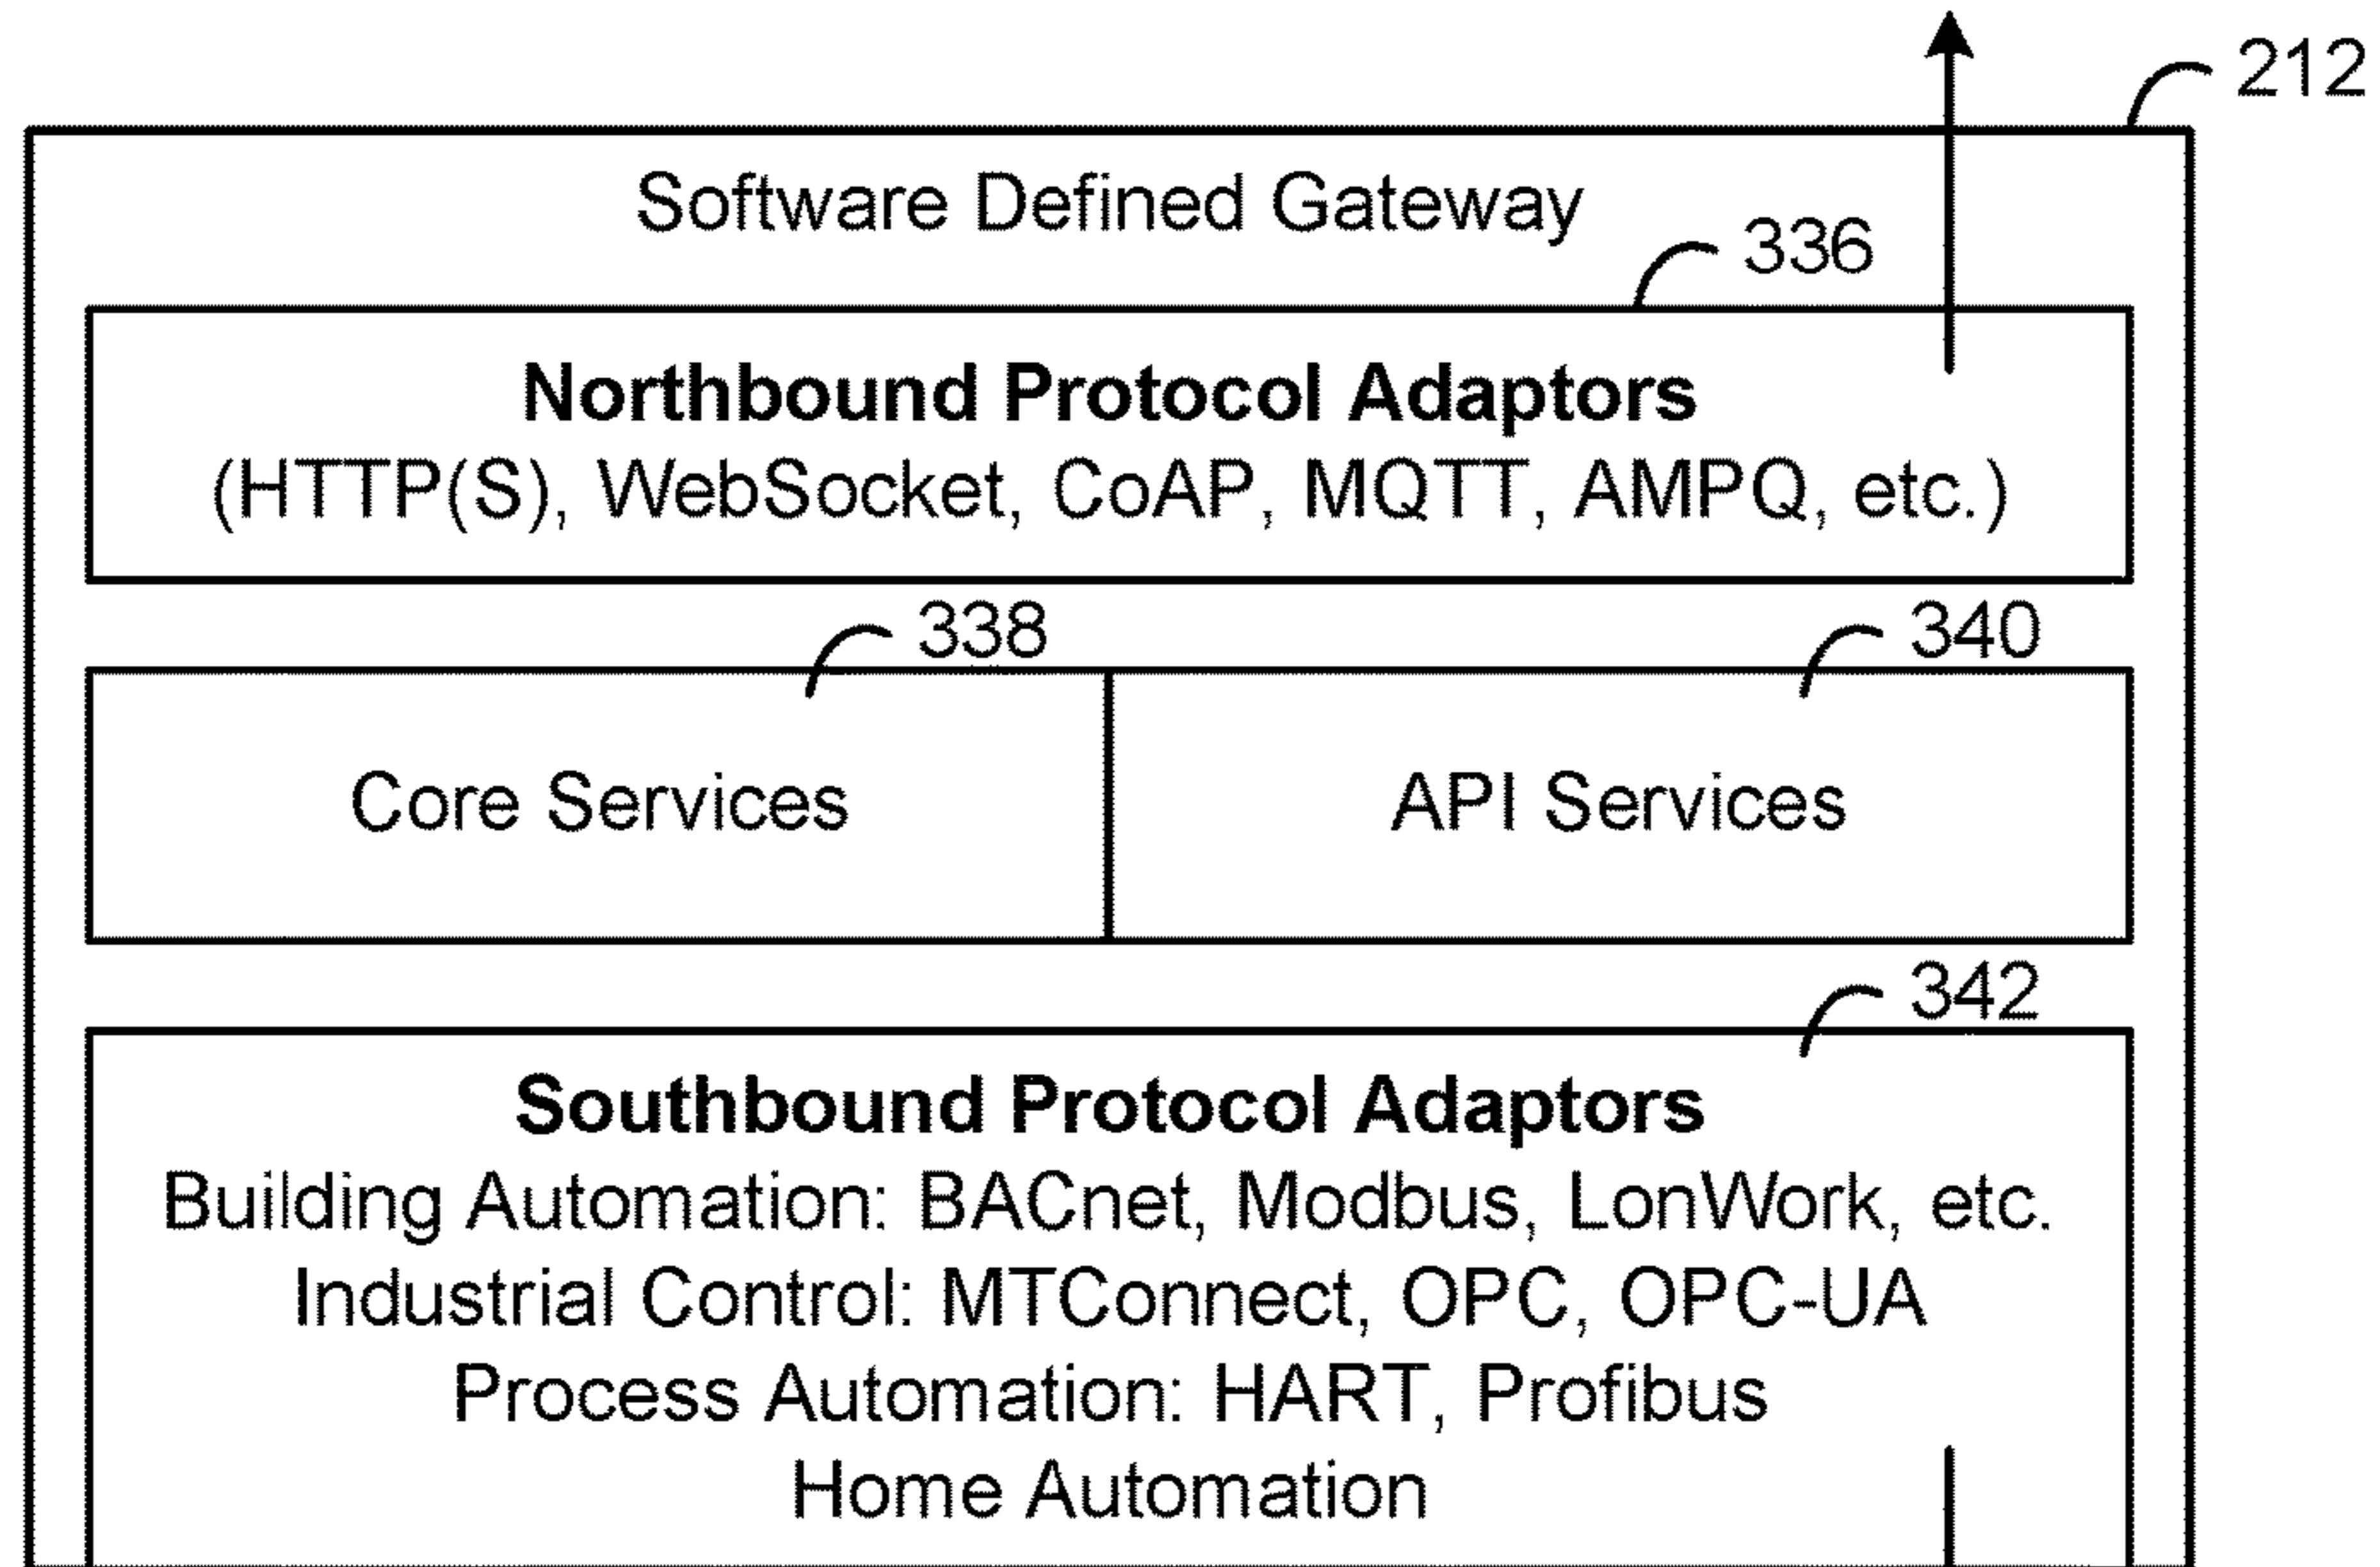 212
Software Defined Gateway
336
Northbound Protocol Adaptors
(HTTP(S), WebSocket, CoAP, MQTT, AMPQ, etc.)
338
340
Core Services
API Services
342
Southbound Protocol Adaptors
Building Automation: BACnet, Modbus, LonWork, etc.
Industrial Control: MTConnect, OPC, OPC-UA
Process Automation: HART, Profibus
Home Automation